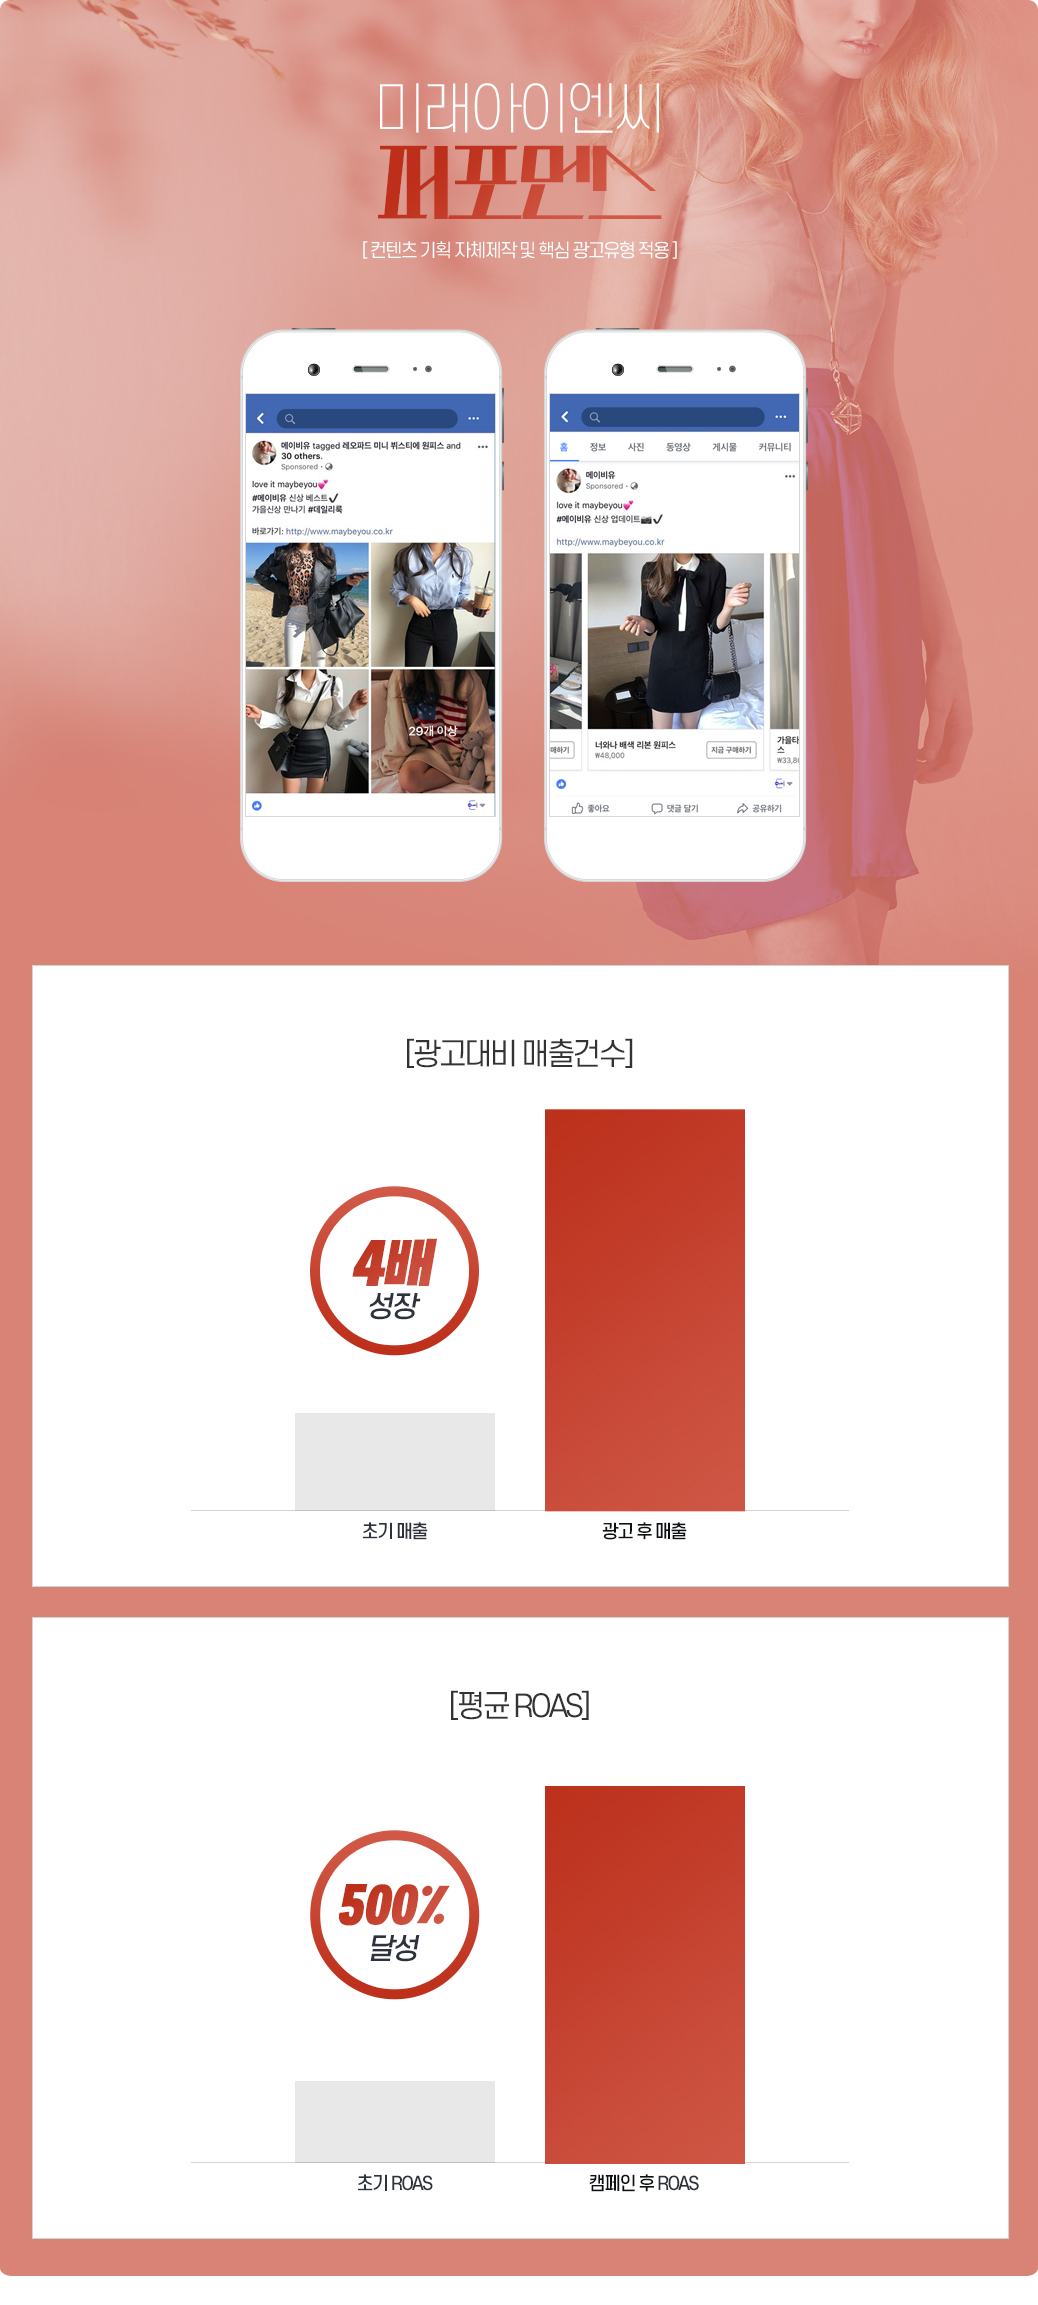 미래아이엔씨
퍼포먼스
[ 컨텐츠 기획 자체제작 및 핵심 광고유형 적용 ]
메이비유 tagged 레오파드 미니 뷔스티에 원피스 and
30 others.
Sponsored ·
love it maybeyou💕
#메이비유 신상 베스트✔
가을신상 만나기 #데일리룩
바로가기: http://www.maybeyou.co.kr
29개 이상
홈 정보 사진 동영상 게시물 커뮤니티
메이비유
Sponsored ·
love it maybeyou💕
#메이비유 신상 업데이트📷✔
http://www.maybeyou.co.kr
매하기
너와나 배색 리본 원피스
₩48,000
지금 구매하기
가을타
스
₩33,80
좋아요 댓글 달기 공유하기
[광고대비 매출건수]
4배
성장
초기 매출 광고 후 매출
[평균 ROAS]
500%
달성
초기 ROAS 캠페인 후 ROAS